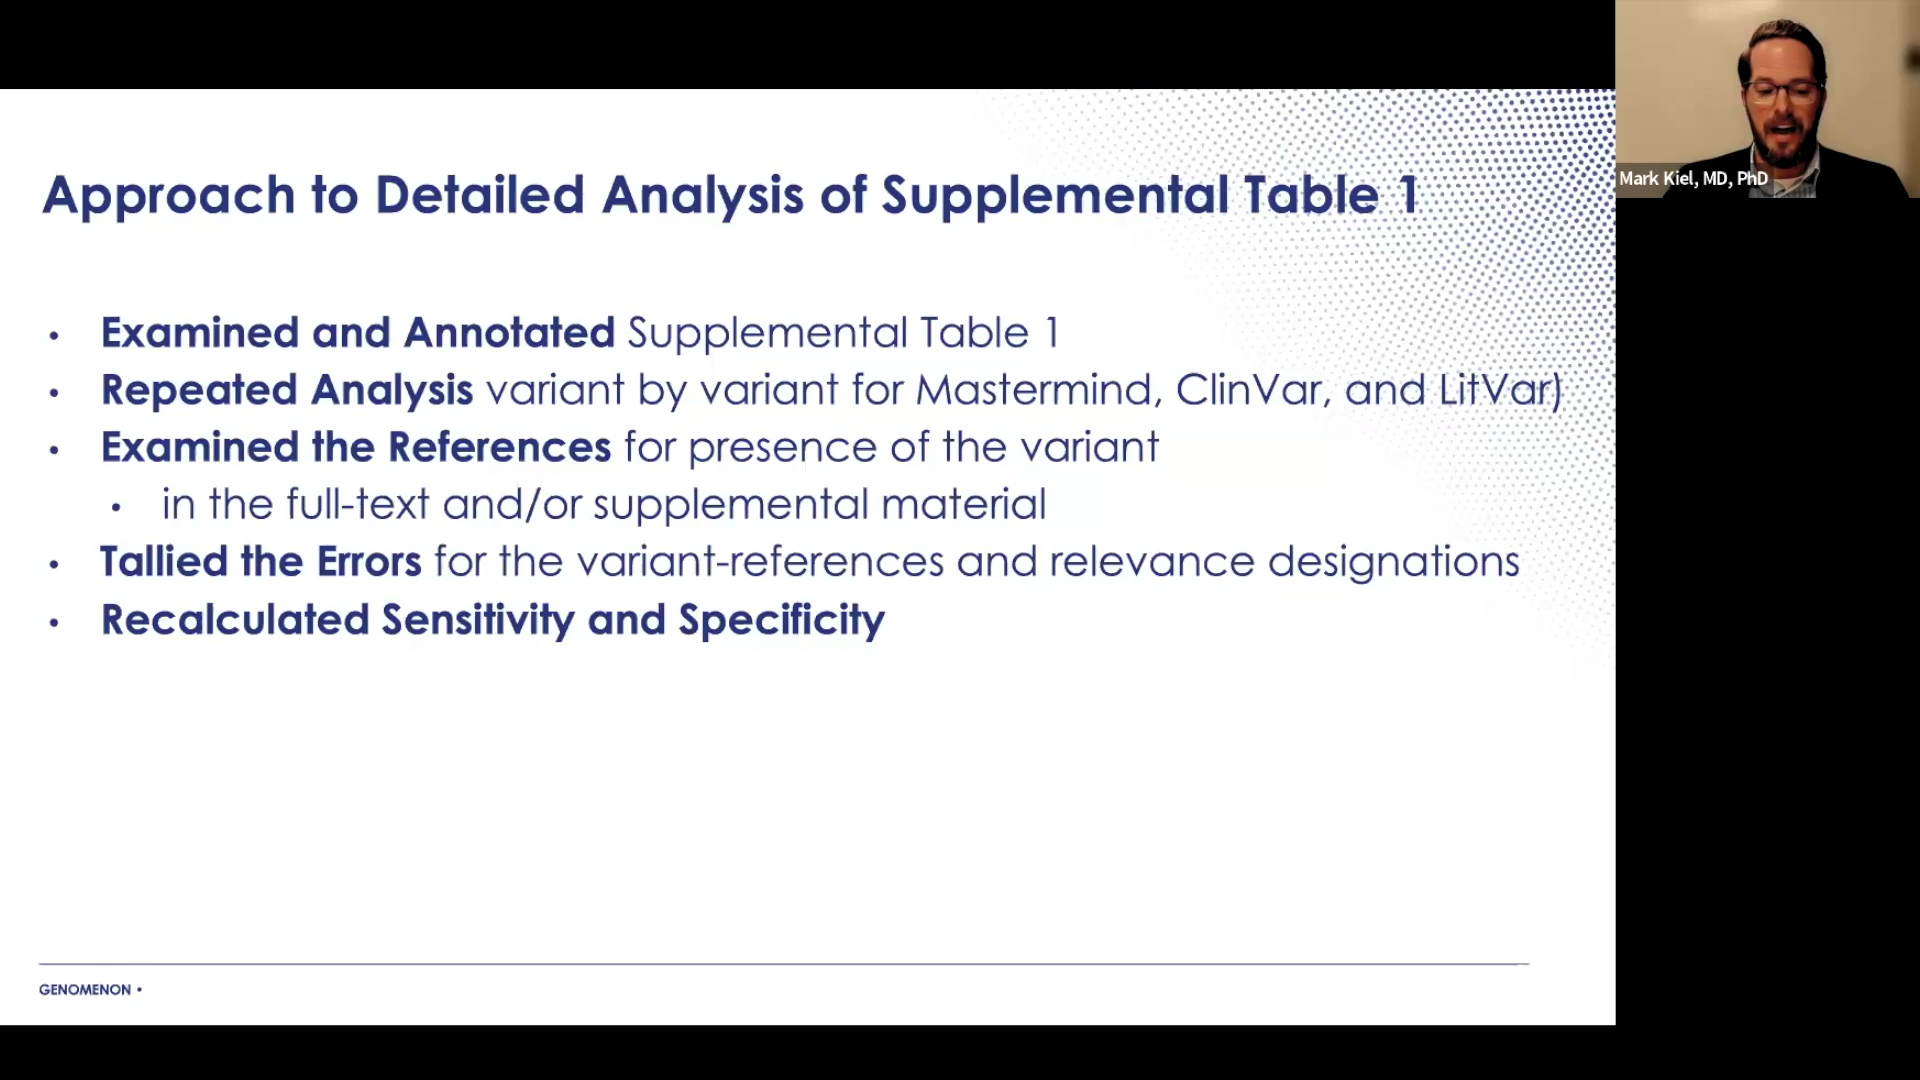 Approach to Detailed Analysis of Supplemental Table 1
• Examined and Annotated Supplemental Table 1
• Repeated Analysis variant by variant for Mastermind, ClinVar, and LitVar)
• Examined the References for presence of the variant
• in the full-text and/or supplemental material
• Tallied the Errors for the variant-references and relevance designations
• Recalculated Sensitivity and Specificity
GENOMENON •
Mark Kiel, MD, PhD